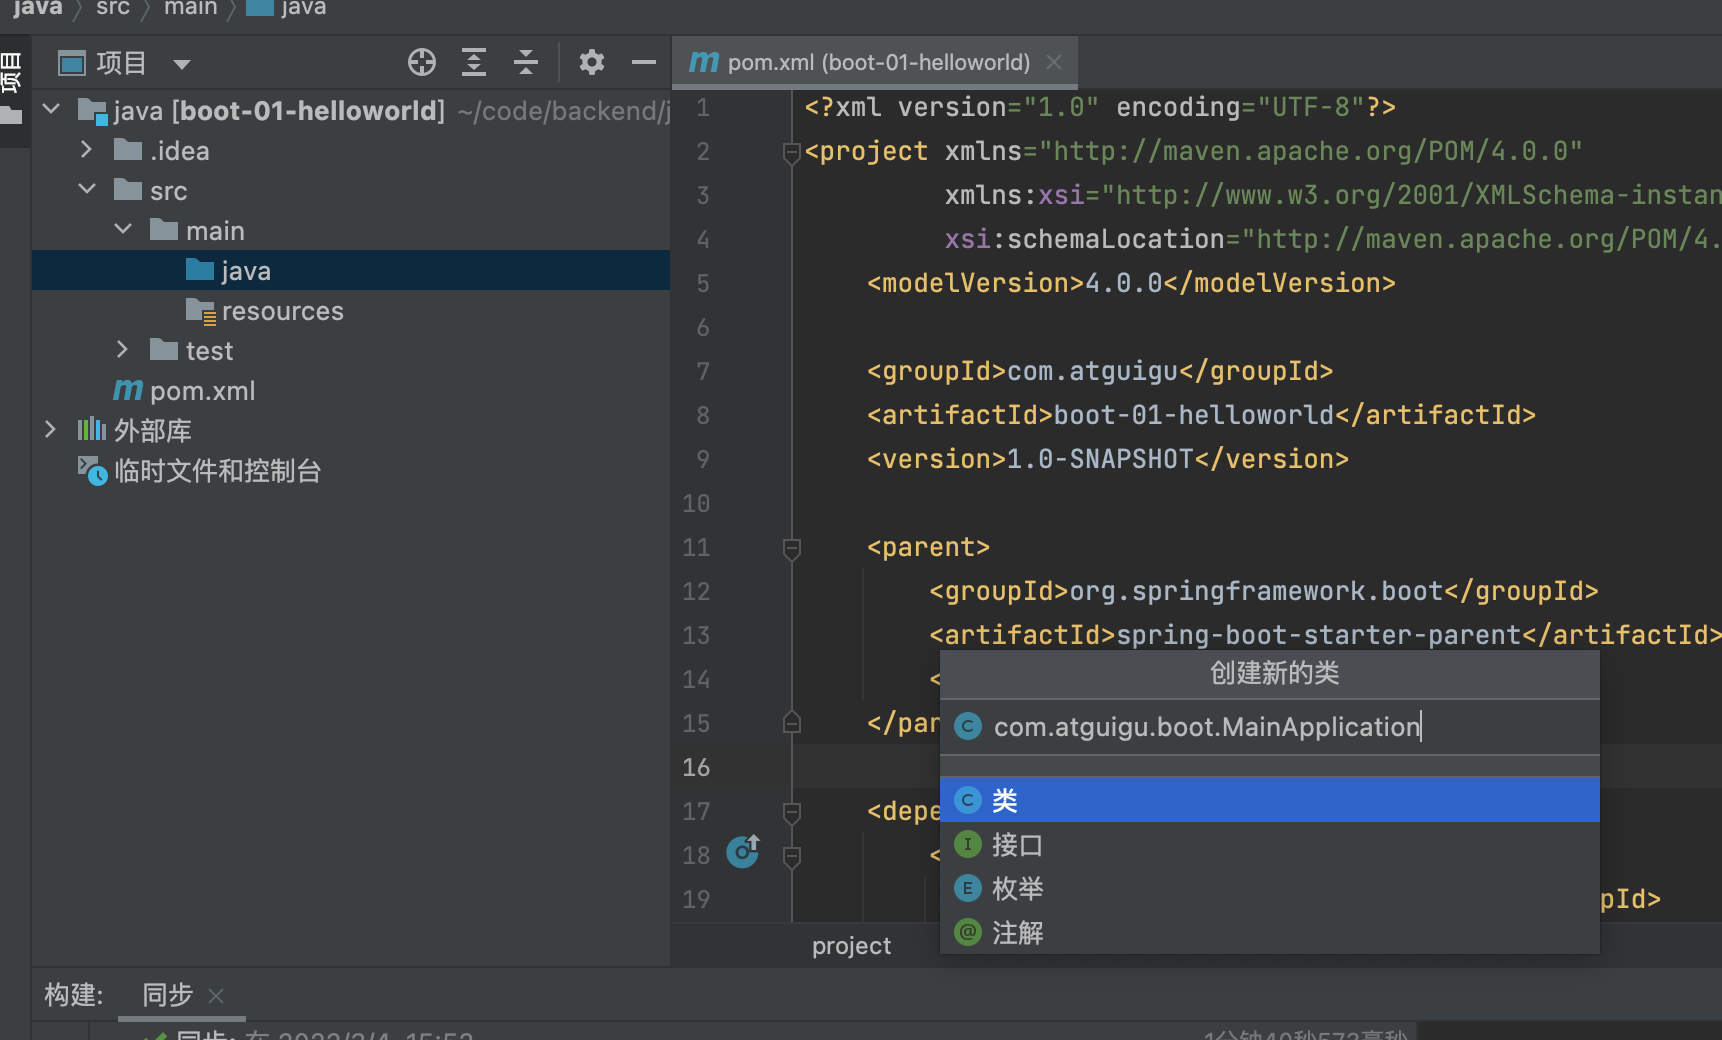 java 〉 src 〉 main 〉 java
项目
项目
java [boot-01-helloworld] ~/code/backend/j
.idea
src
main
java
resources
test
pom.xml
外部库
临时文件和控制台
pom.xml (boot-01-helloworld)
1 <?xml version="1.0" encoding="UTF-8"?>
2 <project xmlns="http://maven.apache.org/POM/4.0.0"
3 xmlns:xsi="http://www.w3.org/2001/XMLSchema-instan
4 xsi:schemaLocation="http://maven.apache.org/POM/4.
5 <modelVersion>4.0.0</modelVersion>
6
7 <groupId>com.atguigu</groupId>
8 <artifactId>boot-01-helloworld</artifactId>
9 <version>1.0-SNAPSHOT</version>
10
11 <parent>
12 <groupId>org.springframework.boot</groupId>
13 <artifactId>spring-boot-starter-parent</artifactId>
14 <
15 </par
16
17 <depe
18 <
19 pId>
创建新的类
com.atguigu.boot.MainApplication
类
接口
枚举
注解
project
构建: 同步
同步: 在 2022/3/4, 15:53 1分钟40秒573毫秒